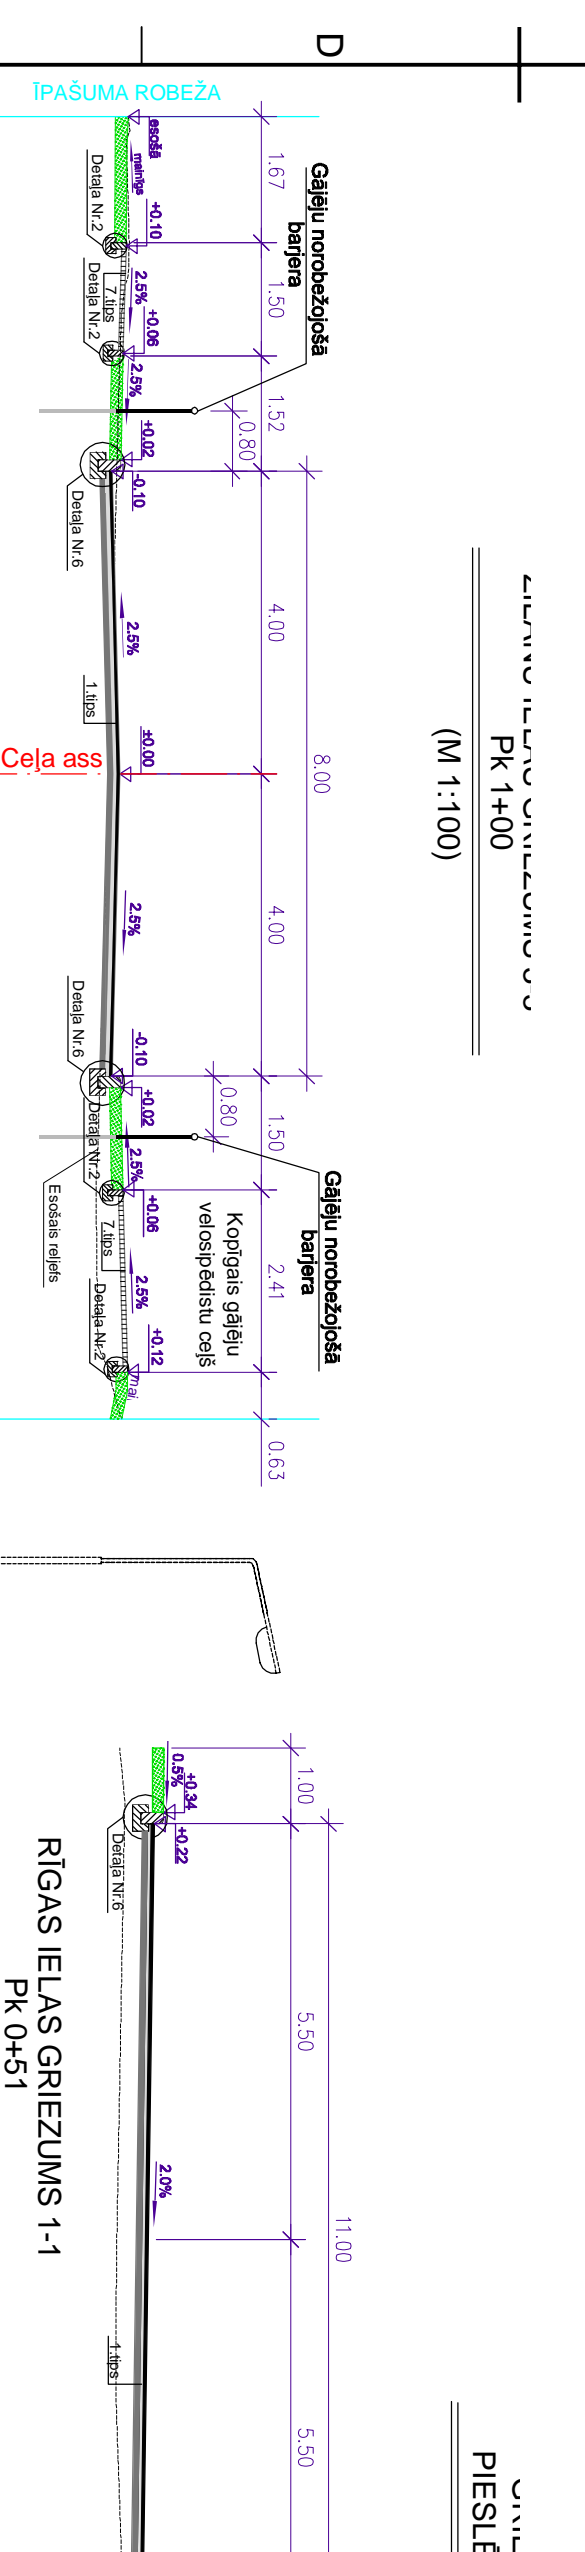 D
ĪPAŠUMA ROBEŽA
Pk 1+00
(M 1:100)
Gājēju norobežojošā
barjera
1.67
1.50
1.52
0.80
4.00
8.00
4.00
0.80
1.50
2.41
0.63
esošā
mainīgs
+0.10
2.5%
+0.06
2.5%
+0.02
-0.10
2.5%
±0.00
2.5%
-0.10
+0.02
2.5%
+0.06
2.5%
+0.12
mai
Detaļa Nr.2
7.tips
Detaļa Nr.2
Detaļa Nr.6
1.tips
Ceļa ass
Detaļa Nr.6
Detaļa Nr.2
Esošais reljefs
7.tips
Detaļa Nr.2
Kopīgais gājēju
velosipēdistu ceļš
Gājēju norobežojošā
barjera
1.00
0.5%
+0.34
+0.22
Detaļa Nr.6
5.50
11.00
2.0%
5.50
1.tips
RĪGAS IELAS GRIEZUMS 1-1
Pk 0+51